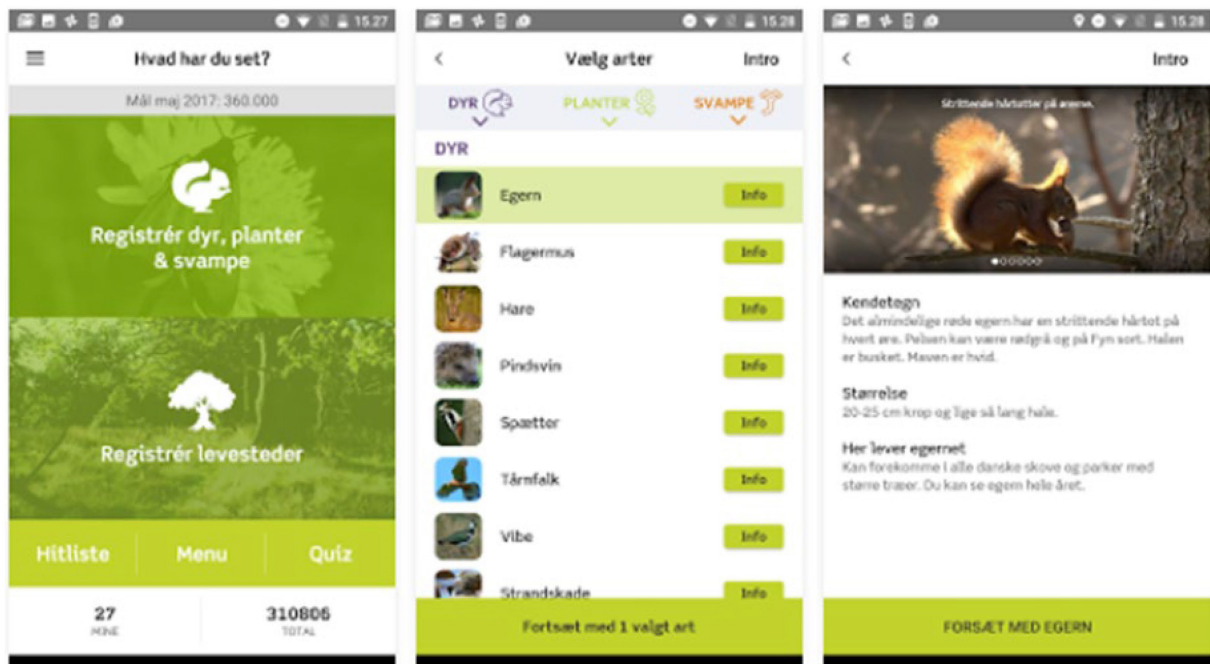 15.27
Hvad har du set?
Mål maj 2017: 360.000
Registrér dyr, planter
& svampe
Registrér levesteder
Hitliste Menu Quiz
27 310806
MINE TOTAL
15.28
Vælg arter Intro
DYR PLANTER SVAMPE
DYR
Egern Info
Flagermus Info
Hare Info
Pindsvin Info
Spætter Info
Tårnfalk Info
Vibe Info
Strandskade Info
Fortsæt med 1 valgt art
15.28
Intro
Strittende hårtotter på ørerne.
Kendetegn
Det almindelige røde egern har en strittende hårtot på
hvert øre. Pelsen kan være rødgrå og på Fyn sort. Halen
er busket. Maven er hvid.
Størrelse
20-25 cm krop og lige så lang hale.
Her lever egernet
Kan forekomme i alle danske skove og parker med
større træer. Du kan se egern hele året.
FORSÆT MED EGERN